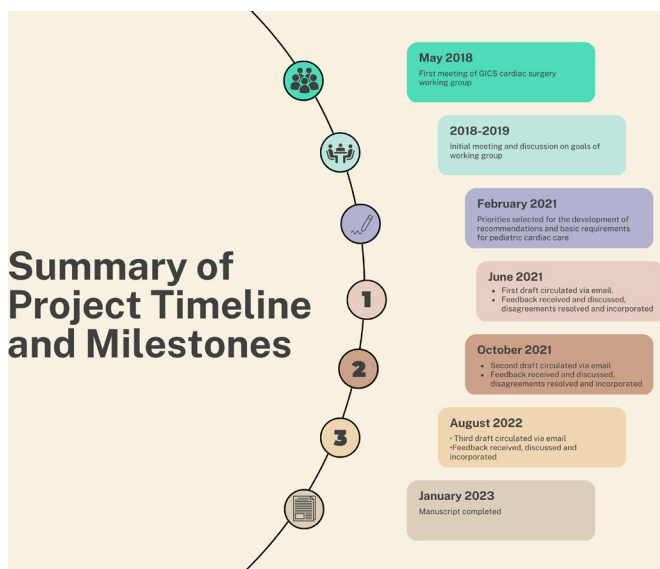 Summary of
Project Timeline
and Milestones
May 2018
First meeting of GICS cardiac surgery
working group
2018-2019
Initial meeting and discussion on goals of
working group
February 2021
Priorities selected for the development of
recommendations and basic requirements
for pediatric cardiac care
1
June 2021
• First draft circulated via email.
• Feedback received and discussed,
disagreements resolved and incorporated
2
October 2021
• Second draft circulated via email
• Feedback received and discussed,
disagreements resolved and incorporated
3
August 2022
• Third draft circulated via email
•Feedback received, discussed and
incorporated
January 2023
Manuscript completed